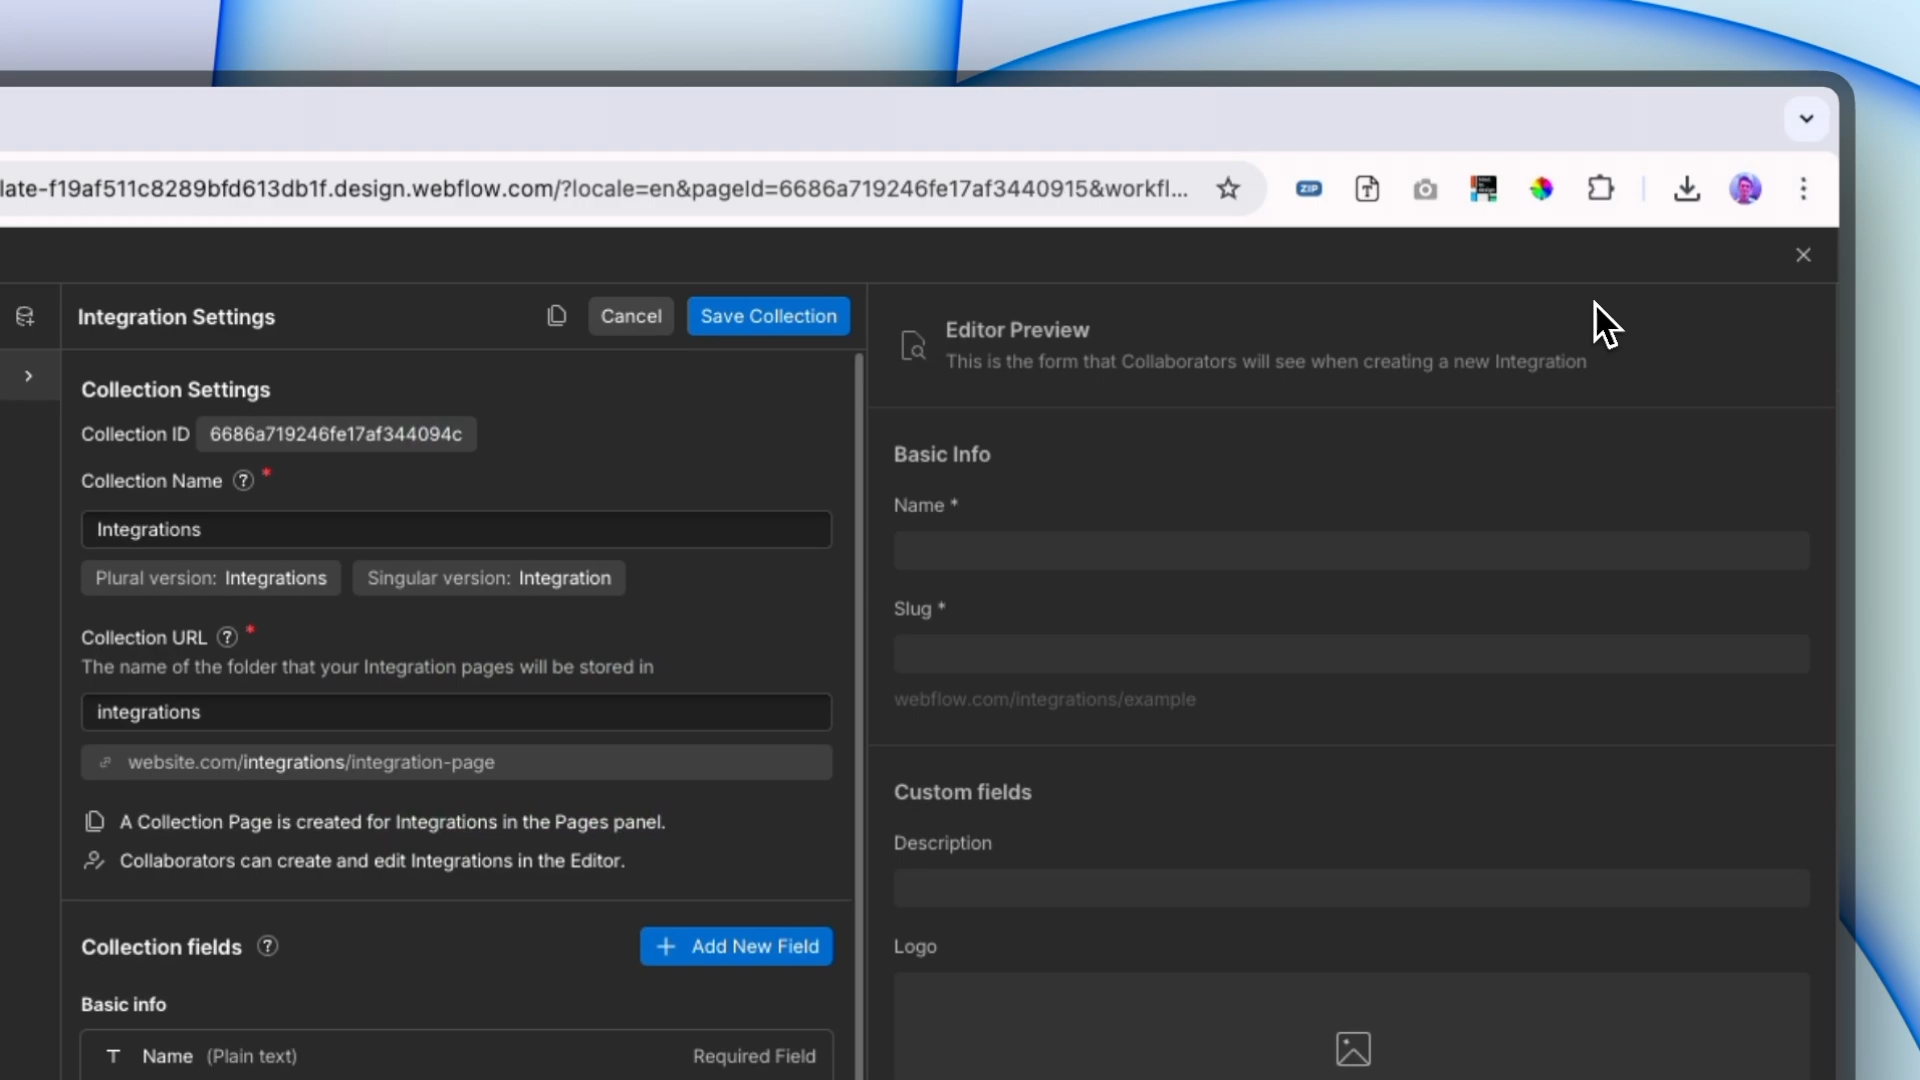 late-f19af511c8289bfd613db1f.design.webflow.com/?locale=en&pageId=6686a719246fe17af3440915&workfl...
ZIP
Integration Settings
Cancel
Save Collection
Collection Settings
Collection ID 6686a719246fe17af344094c
Collection Name ? *
Integrations
Plural version: Integrations
Singular version: Integration
Collection URL ? *
The name of the folder that your Integration pages will be stored in
integrations
website.com/integrations/integration-page
A Collection Page is created for Integrations in the Pages panel.
Collaborators can create and edit Integrations in the Editor.
Collection fields ?
+ Add New Field
Basic info
T Name (Plain text) Required Field
Editor Preview
This is the form that Collaborators will see when creating a new Integration
Basic Info
Name *
Slug *
webflow.com/integrations/example
Custom fields
Description
Logo